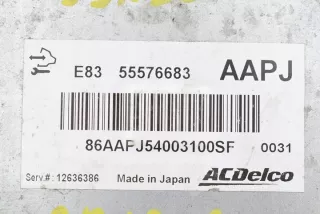 E83 55576683 AAPJ
86AAPJ54003100SF 0031
Serv.#: 12636386 Made in Japan ACDelco